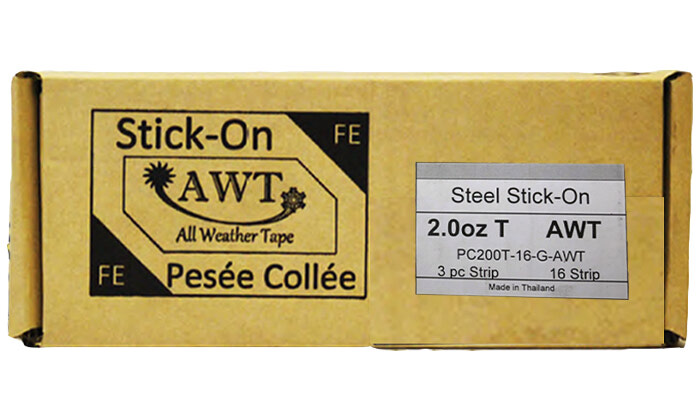 Stick-On FE
AWT
All Weather Tape
FE Pesée Collée
Steel Stick-On
2.0oz T AWT
PC200T-16-G-AWT
3 pc Strip 16 Strip
Made in Thailand